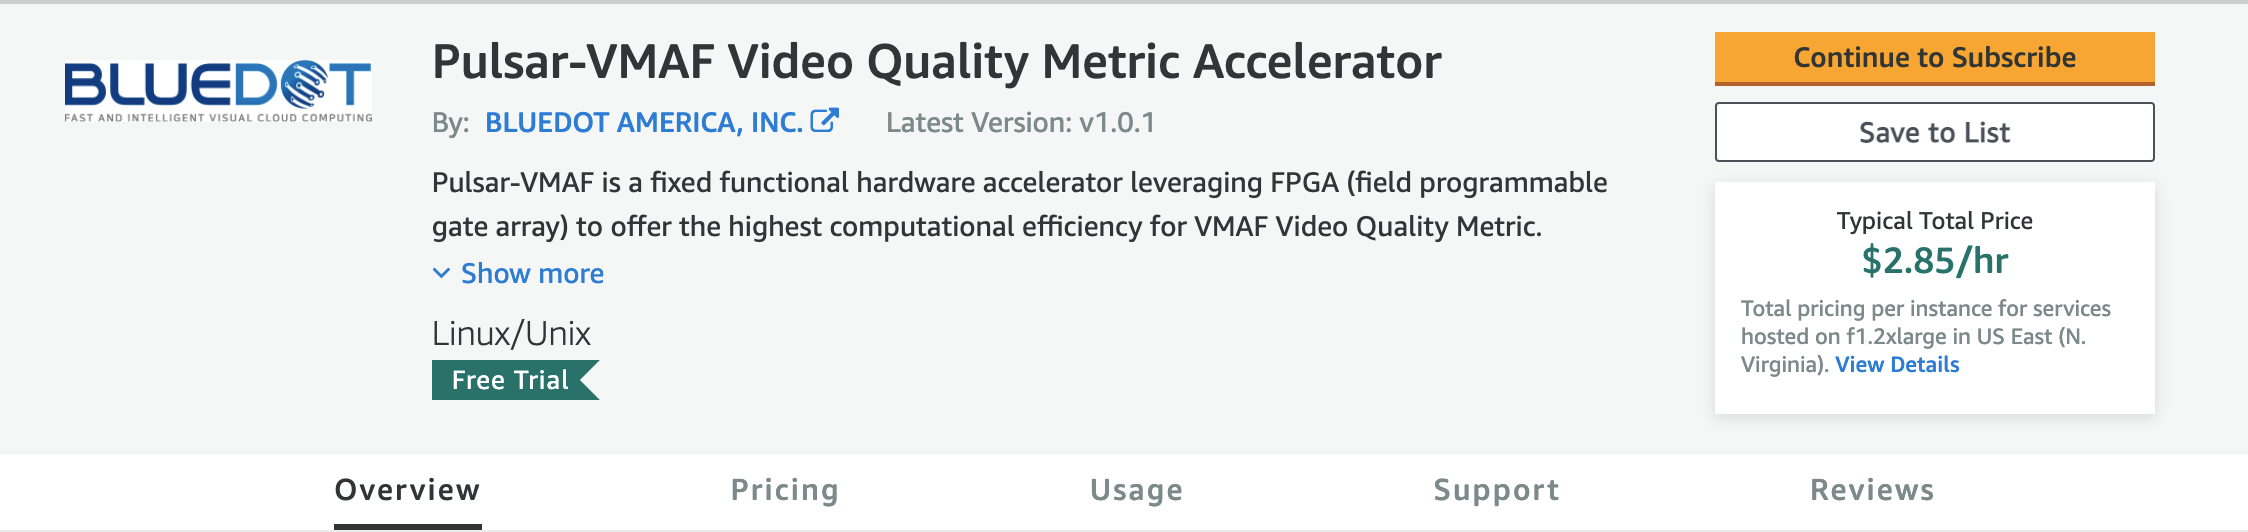 BLUEDOT
FAST AND INTELLIGENT VISUAL CLOUD COMPUTING
Pulsar-VMAF Video Quality Metric Accelerator
By: BLUEDOT AMERICA, INC. Latest Version: v1.0.1
Pulsar-VMAF is a fixed functional hardware accelerator leveraging FPGA (field programmable
gate array) to offer the highest computational efficiency for VMAF Video Quality Metric.
Show more
Linux/Unix
Free Trial
Continue to Subscribe
Save to List
Typical Total Price
$2.85/hr
Total pricing per instance for services
hosted on f1.2xlarge in US East (N.
Virginia). View Details
Overview Pricing Usage Support Reviews